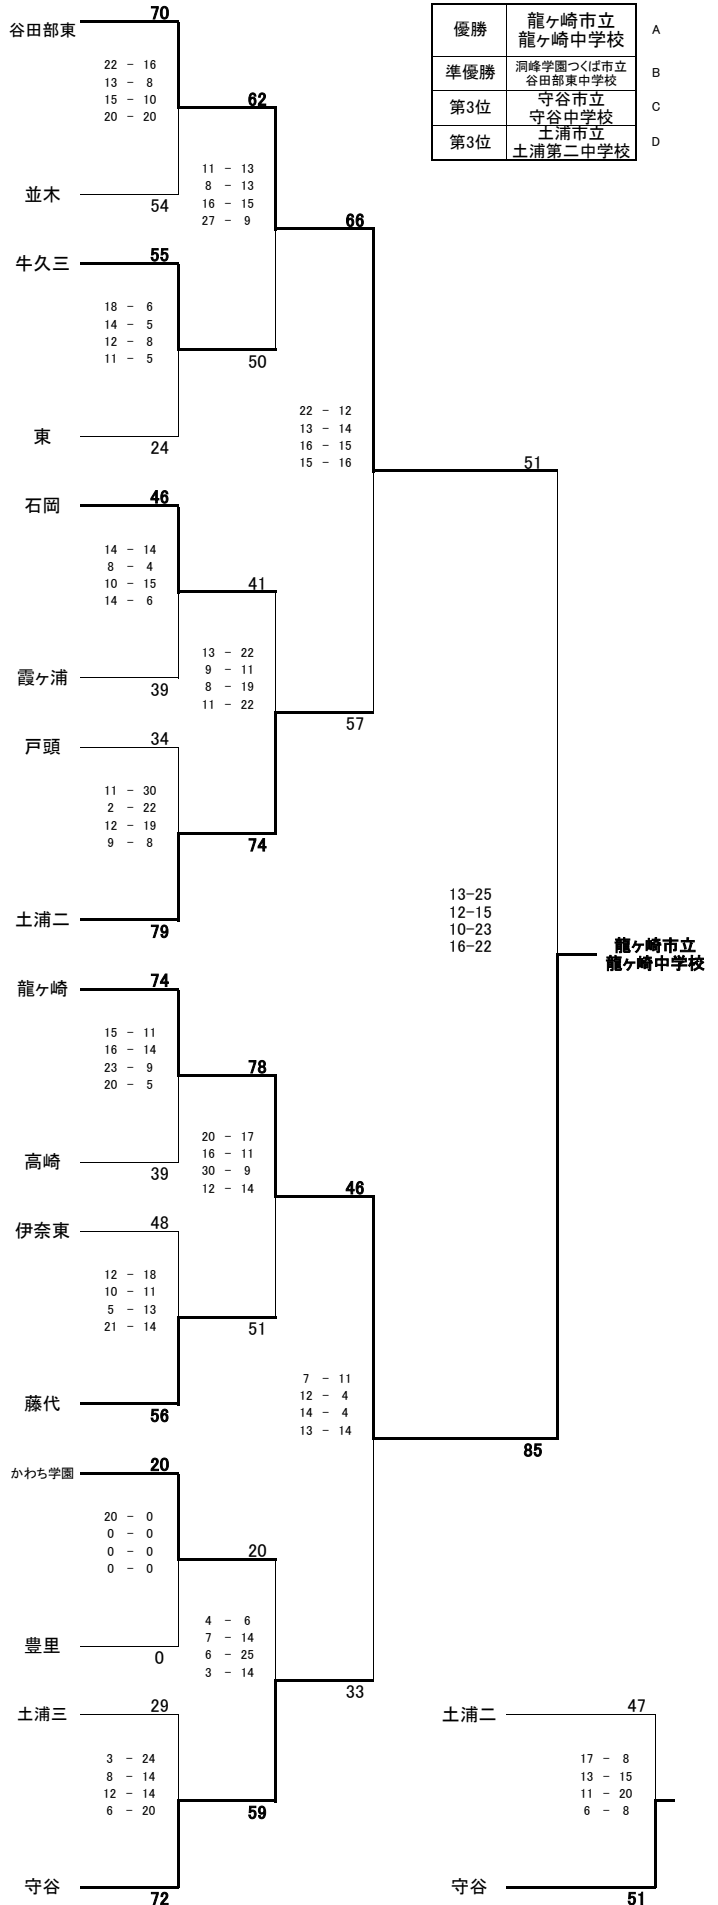 70
谷田部東
22 - 16
13 - 8
15 - 10
20 - 20
並木
54
62
11 - 13
8 - 13
16 - 15
27 - 9
牛久三
55
18 - 6
14 - 5
12 - 8
11 - 5
東
24
50
66
22 - 12
13 - 14
16 - 15
15 - 16
石岡
46
14 - 14
8 - 4
10 - 15
14 - 6
霞ヶ浦
39
41
13 - 22
9 - 11
8 - 19
11 - 22
戸頭
34
11 - 30
2 - 22
12 - 19
9 - 8
土浦二
79
74
57
51
優勝
龍ヶ崎市立
龍ヶ崎中学校
A
準優勝
洞峰学園つくば市立
谷田部東中学校
B
第3位
守谷市立
守谷中学校
C
第3位
土浦市立
土浦第二中学校
D
13-25
12-15
10-23
16-22
龍ヶ崎市立
龍ヶ崎中学校
龍ヶ崎
74
15 - 11
16 - 14
23 - 9
20 - 5
高崎
39
78
20 - 17
16 - 11
30 - 9
12 - 14
伊奈東
48
12 - 18
10 - 11
5 - 13
21 - 14
藤代
56
51
46
7 - 11
12 - 4
14 - 4
13 - 14
85
かわち学園
20
20 - 0
0 - 0
0 - 0
0 - 0
豊里
0
20
4 - 6
7 - 14
6 - 25
3 - 14
土浦三
29
3 - 24
8 - 14
12 - 14
6 - 20
守谷
72
59
33
土浦二
47
17 - 8
13 - 15
11 - 20
6 - 8
守谷
51